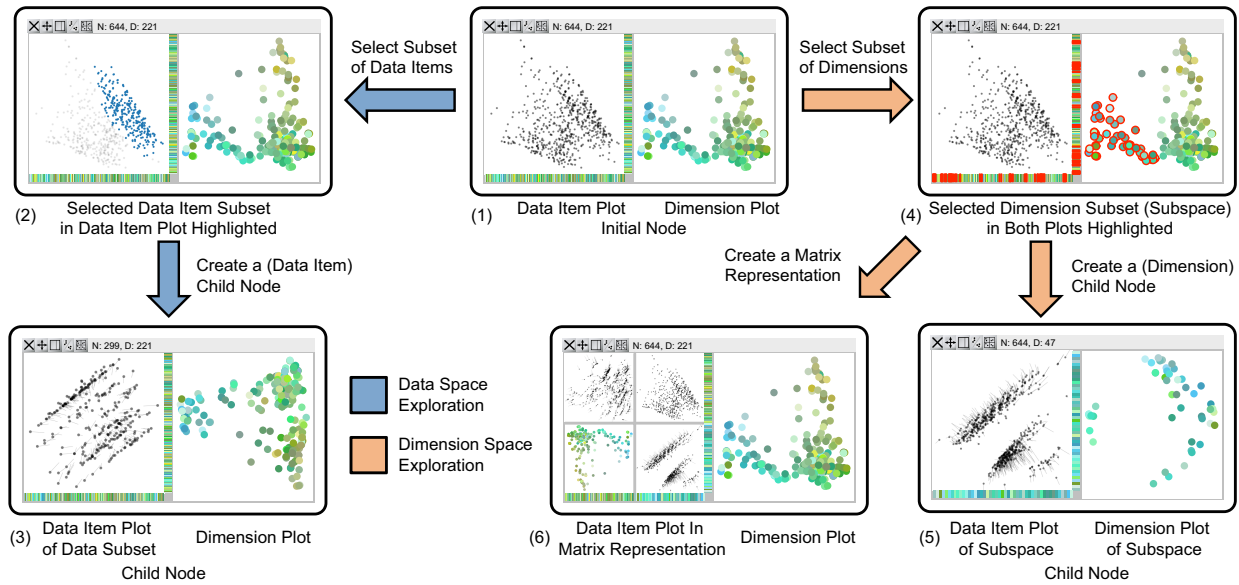 N: 644, D: 221
Select Subset
of Data Items
N: 644, D: 221
Select Subset
of Dimensions
N: 644, D: 221
(2)
Selected Data Item Subset
in Data Item Plot Highlighted
(1)
Data Item Plot
Dimension Plot
Initial Node
(4)
Selected Dimension Subset (Subspace)
in Both Plots Highlighted
Create a (Data Item)
Child Node
Create a Matrix
Representation
Create a (Dimension)
Child Node
N: 299, D: 221
Data Space
Exploration
Dimension Space
Exploration
N: 644, D: 221
N: 644, D: 47
(3)
Data Item Plot
of Data Subset
Dimension Plot
Child Node
(6)
Data Item Plot In
Matrix Representation
Dimension Plot
(5)
Data Item Plot
of Subspace
Dimension Plot
of Subspace
Child Node